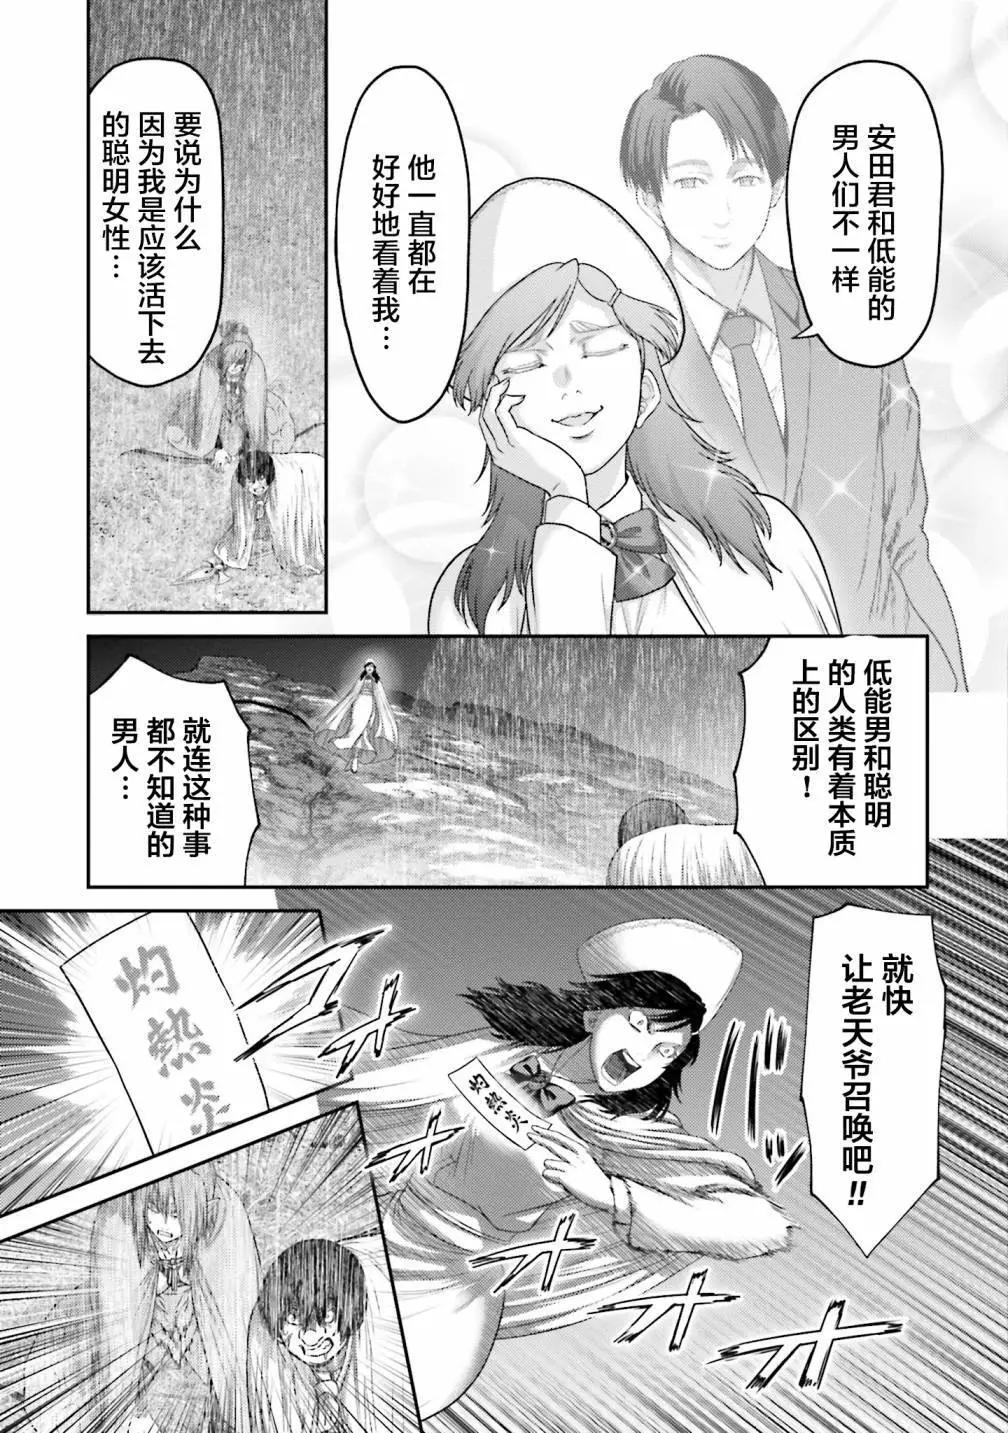 安田君和低能的
男人们不一样
他一直都在
好好地看着我…
要说为什么
因为我是应该活下去
的聪明女性…
低能男和聪明
的人类有着本质
上的区别！
就连这种事
都不知道的
男人…
就快
让老天爷召唤吧!!
灼熱炎
オオオオオ
灼熱炎